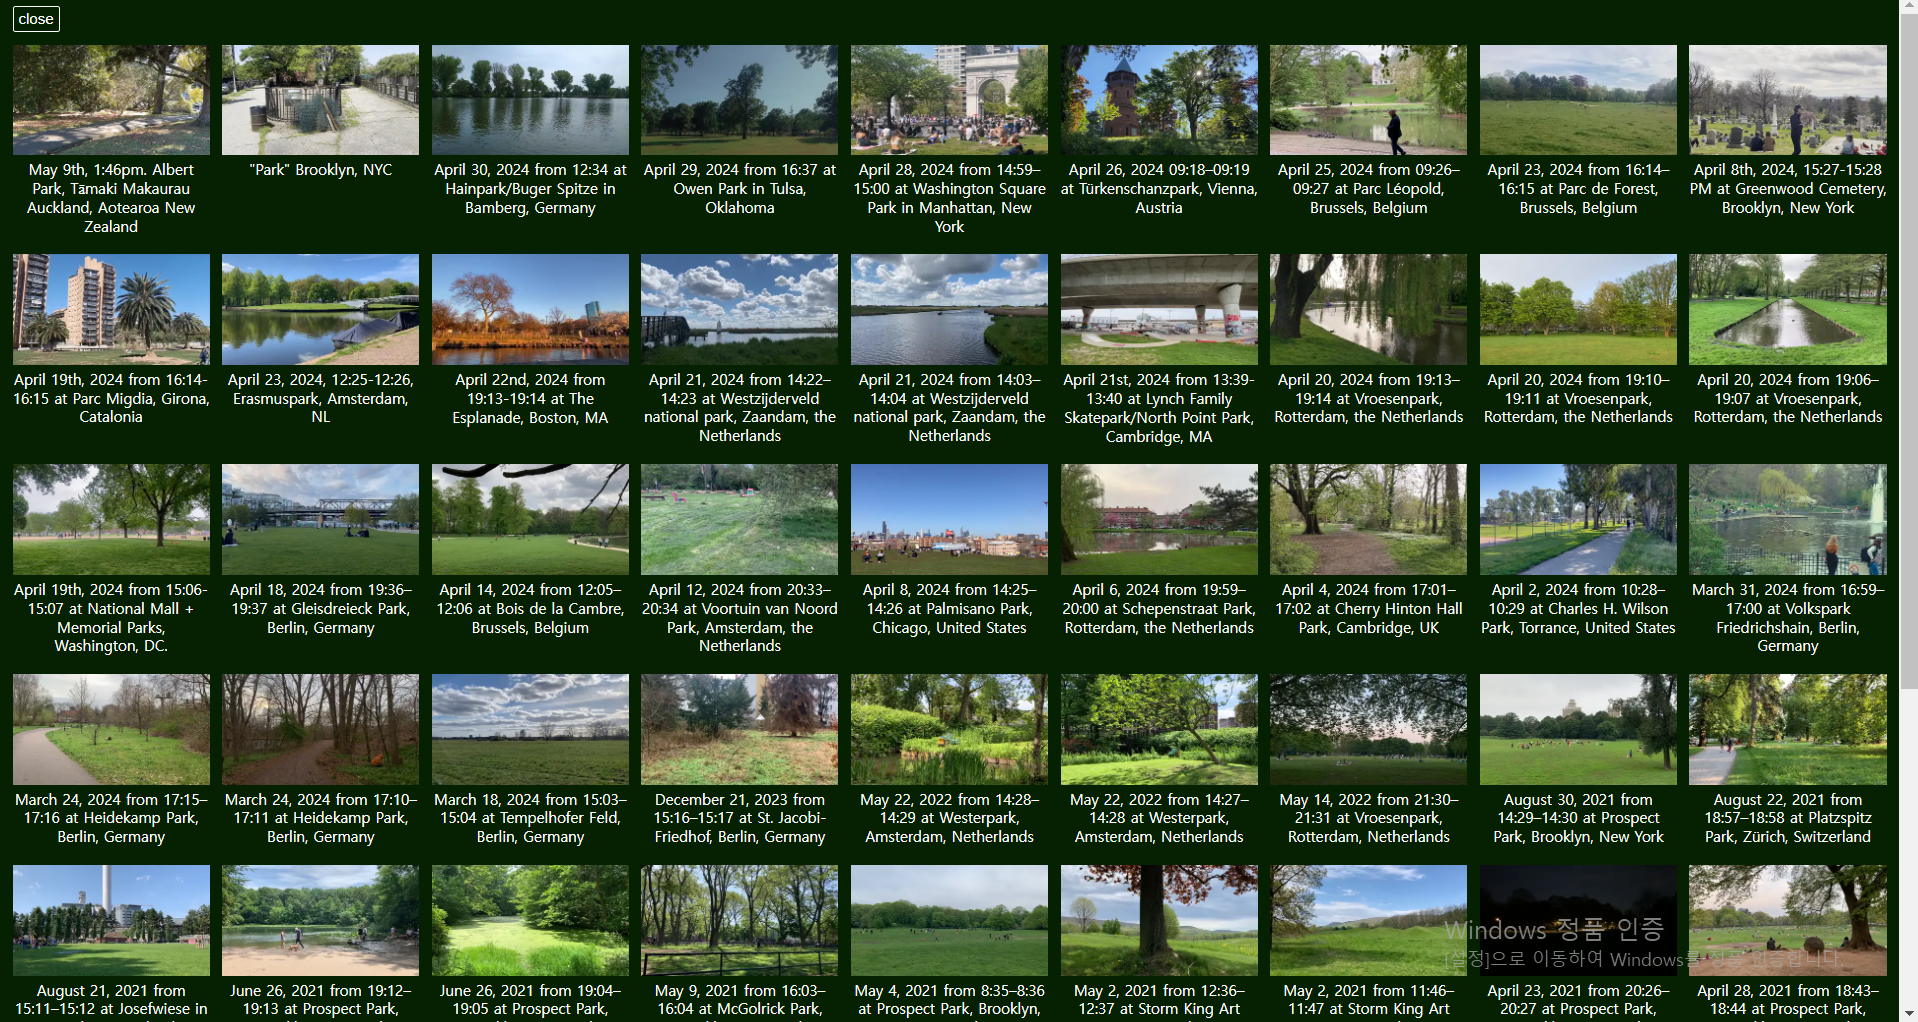 close
May 9th, 1:46pm. Albert
Park, Tāmaki Makaurau
Auckland, Aotearoa New
Zealand
"Park" Brooklyn, NYC
April 30, 2024 from 12:34 at
Hainpark/Buger Spitze in
Bamberg, Germany
April 29, 2024 from 16:37 at
Owen Park in Tulsa,
Oklahoma
April 28, 2024 from 14:59–
15:00 at Washington Square
Park in Manhattan, New
York
April 26, 2024 09:18–09:19
at Türkenschanzpark, Vienna,
Austria
April 25, 2024 from 09:26–
09:27 at Parc Léopold,
Brussels, Belgium
April 23, 2024 from 16:14–
16:15 at Parc de Forest,
Brussels, Belgium
April 8th, 2024, 15:27-15:28
PM at Greenwood Cemetery,
Brooklyn, New York
April 19th, 2024 from 16:14-
16:15 at Parc Migdia, Girona,
Catalonia
April 23, 2024, 12:25-12:26,
Erasmuspark, Amsterdam,
NL
April 22nd, 2024 from
19:13-19:14 at The
Esplanade, Boston, MA
April 21, 2024 from 14:22–
14:23 at Westzijderveld
national park, Zaandam, the
Netherlands
April 21, 2024 from 14:03–
14:04 at Westzijderveld
national park, Zaandam, the
Netherlands
April 21st, 2024 from 13:39-
13:40 at Lynch Family
Skatepark/North Point Park,
Cambridge, MA
April 20, 2024 from 19:13–
19:14 at Vroesenpark,
Rotterdam, the Netherlands
April 20, 2024 from 19:10–
19:11 at Vroesenpark,
Rotterdam, the Netherlands
April 20, 2024 from 19:06–
19:07 at Vroesenpark,
Rotterdam, the Netherlands
April 19th, 2024 from 15:06-
15:07 at National Mall +
Memorial Parks,
Washington, DC.
April 18, 2024 from 19:36–
19:37 at Gleisdreieck Park,
Berlin, Germany
April 14, 2024 from 12:05–
12:06 at Bois de la Cambre,
Brussels, Belgium
April 12, 2024 from 20:33–
20:34 at Voortuin van Noord
Park, Amsterdam, the
Netherlands
April 8, 2024 from 14:25–
14:26 at Palmisano Park,
Chicago, United States
April 6, 2024 from 19:59–
20:00 at Schepenstraat Park,
Rotterdam, the Netherlands
April 4, 2024 from 17:01–
17:02 at Cherry Hinton Hall
Park, Cambridge, UK
April 2, 2024 from 10:28–
10:29 at Charles H. Wilson
Park, Torrance, United States
March 31, 2024 from 16:59–
17:00 at Volkspark
Friedrichshain, Berlin,
Germany
March 24, 2024 from 17:15–
17:16 at Heidekamp Park,
Berlin, Germany
March 24, 2024 from 17:10–
17:11 at Heidekamp Park,
Berlin, Germany
March 18, 2024 from 15:03–
15:04 at Tempelhofer Feld,
Berlin, Germany
December 21, 2023 from
15:16–15:17 at St. Jacobi-
Friedhof, Berlin, Germany
May 22, 2022 from 14:28–
14:29 at Westerpark,
Amsterdam, Netherlands
May 22, 2022 from 14:27–
14:28 at Westerpark,
Amsterdam, Netherlands
May 14, 2022 from 21:30–
21:31 at Vroesenpark,
Rotterdam, Netherlands
August 30, 2021 from
14:29–14:30 at Prospect
Park, Brooklyn, New York
August 22, 2021 from
18:57–18:58 at Platzspitz
Park, Zürich, Switzerland
August 21, 2021 from
15:11–15:12 at Josefwiese in
June 26, 2021 from 19:12–
19:13 at Prospect Park,
June 26, 2021 from 19:04–
19:05 at Prospect Park,
May 9, 2021 from 16:03–
16:04 at McGolrick Park,
May 4, 2021 from 8:35–8:36
at Prospect Park, Brooklyn,
May 2, 2021 from 12:36–
12:37 at Storm King Art
May 2, 2021 from 11:46–
11:47 at Storm King Art
April 23, 2021 from 20:26–
20:27 at Prospect Park,
April 28, 2021 from 18:43–
18:44 at Prospect Park,
Windows 정품 인증
[설정]으로 이동하여 Windows를 정품 인증합니다.